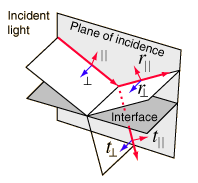 Incident
light
Plane of incidence
||
⊥
r||
r⊥
Interface
t⊥
t||